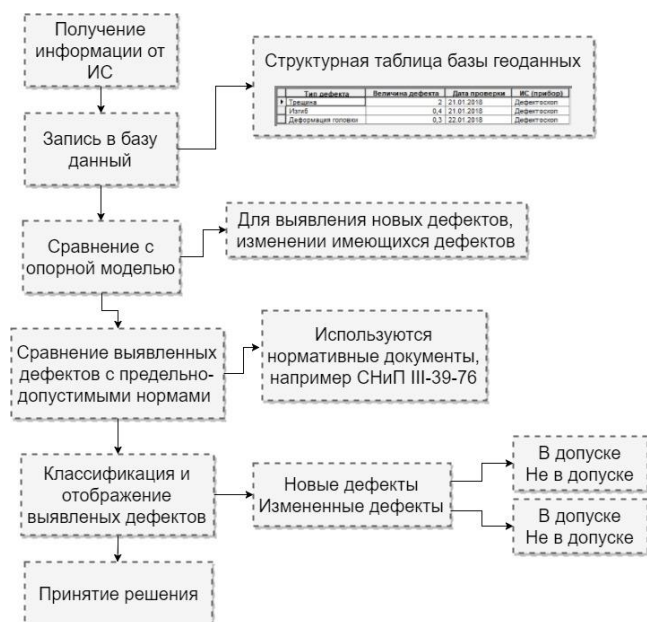 Получение
информации от
ИС
Структурная таблица базы геоданных
Тип дефекта Величина дефекта Дата проверки ИС (прибор)
Трещина 2 21.01.2018 Дефектоскоп
Изгиб 0,4 21.01.2018 Дефектоскоп
Деформация головки 0,3 22.01.2018 Дефектоскоп
Запись в базу
данный
Сравнение с
опорной моделью
Для выявления новых дефектов,
изменении имеющихся дефектов
Сравнение выявленных
дефектов с предельно-
допустимыми нормами
Используются
нормативные документы,
например СНиП III-39-76
Классификация и
отображение
выявленых дефектов
Новые дефекты
Измененные дефекты
В допуске
Не в допуске
В допуске
Не в допуске
Принятие решения